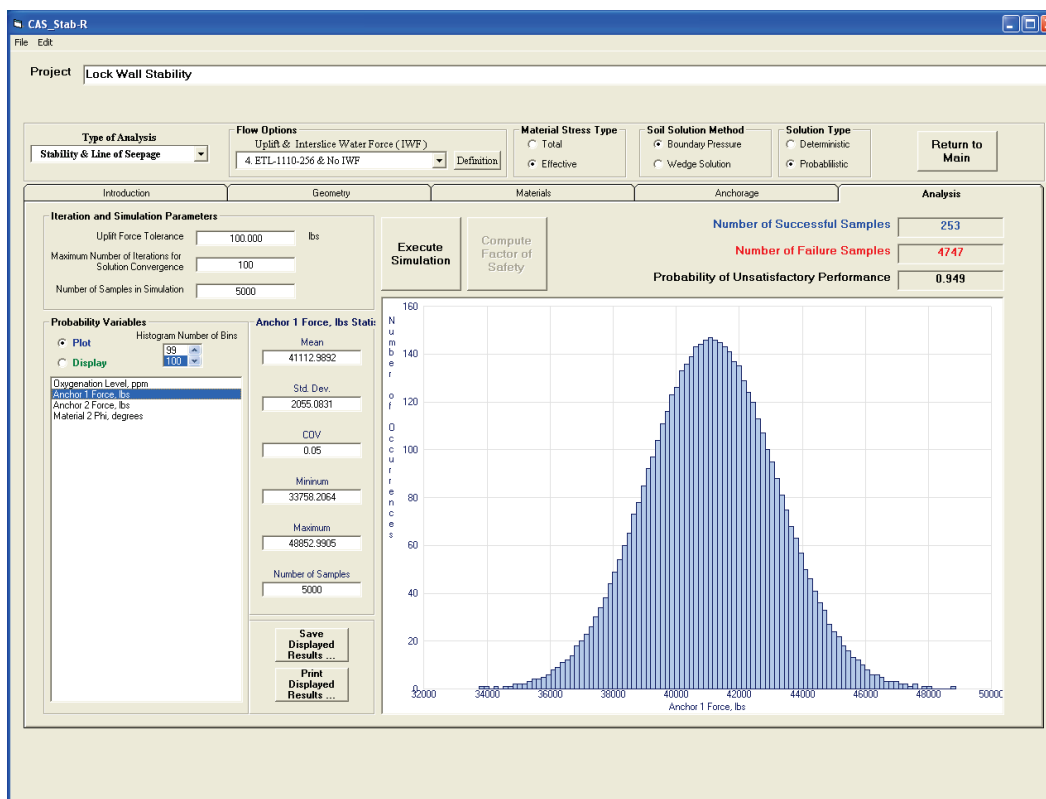 CAS_Stab-R
File Edit
Project Lock Wall Stability
Type of Analysis
Stability & Line of Seepage
Flow Options
Uplift & Interslice Water Force ( IWF )
4. ETL-1110-256 & No IWF
Definition
Material Stress Type
Total
Effective
Soil Solution Method
Boundary Pressure
Wedge Solution
Solution Type
Deterministic
Probablilistic
Return to
Main
Introduction Geometry Materials Anchorage Analysis
Iteration and Simulation Parameters
Uplift Force Tolerance 100.000 lbs
Maximum Number of Iterations for
Solution Convergence 100
Number of Samples in Simulation 5000
Execute
Simulation
Compute
Factor of
Safety
Number of Successful Samples 253
Number of Failure Samples 4747
Probability of Unsatisfactory Performance 0.949
Probability Variables
Plot
Display
Histogram Number of Bins
99
100
Oxygenation Level, ppm
Anchor 1 Force, lbs
Anchor 2 Force, lbs
Material 2 Phi, degrees
Anchor 1 Force, lbs Statis
Mean
41112.9892
Std. Dev.
2055.0831
COV
0.05
Mininum
33758.2064
Maximum
48852.9905
Number of Samples
5000
Save
Displayed
Results ...
Print
Displayed
Results ...
Number of Occurrences
160
140
120
100
80
60
40
20
0
32000 34000 36000 38000 40000 42000 44000 46000 48000 5000
Anchor 1 Force, lbs